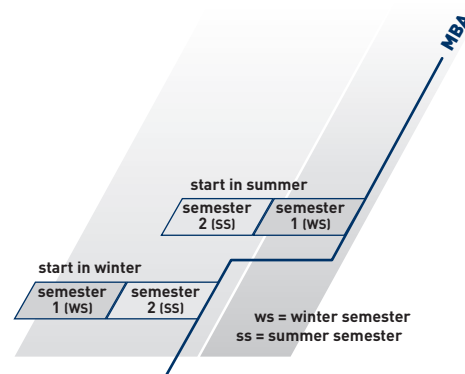 MBA
start in summer
semester
2 (SS)
semester
1 (WS)
start in winter
semester
1 (WS)
semester
2 (SS)
ws = winter semester
ss = summer semester